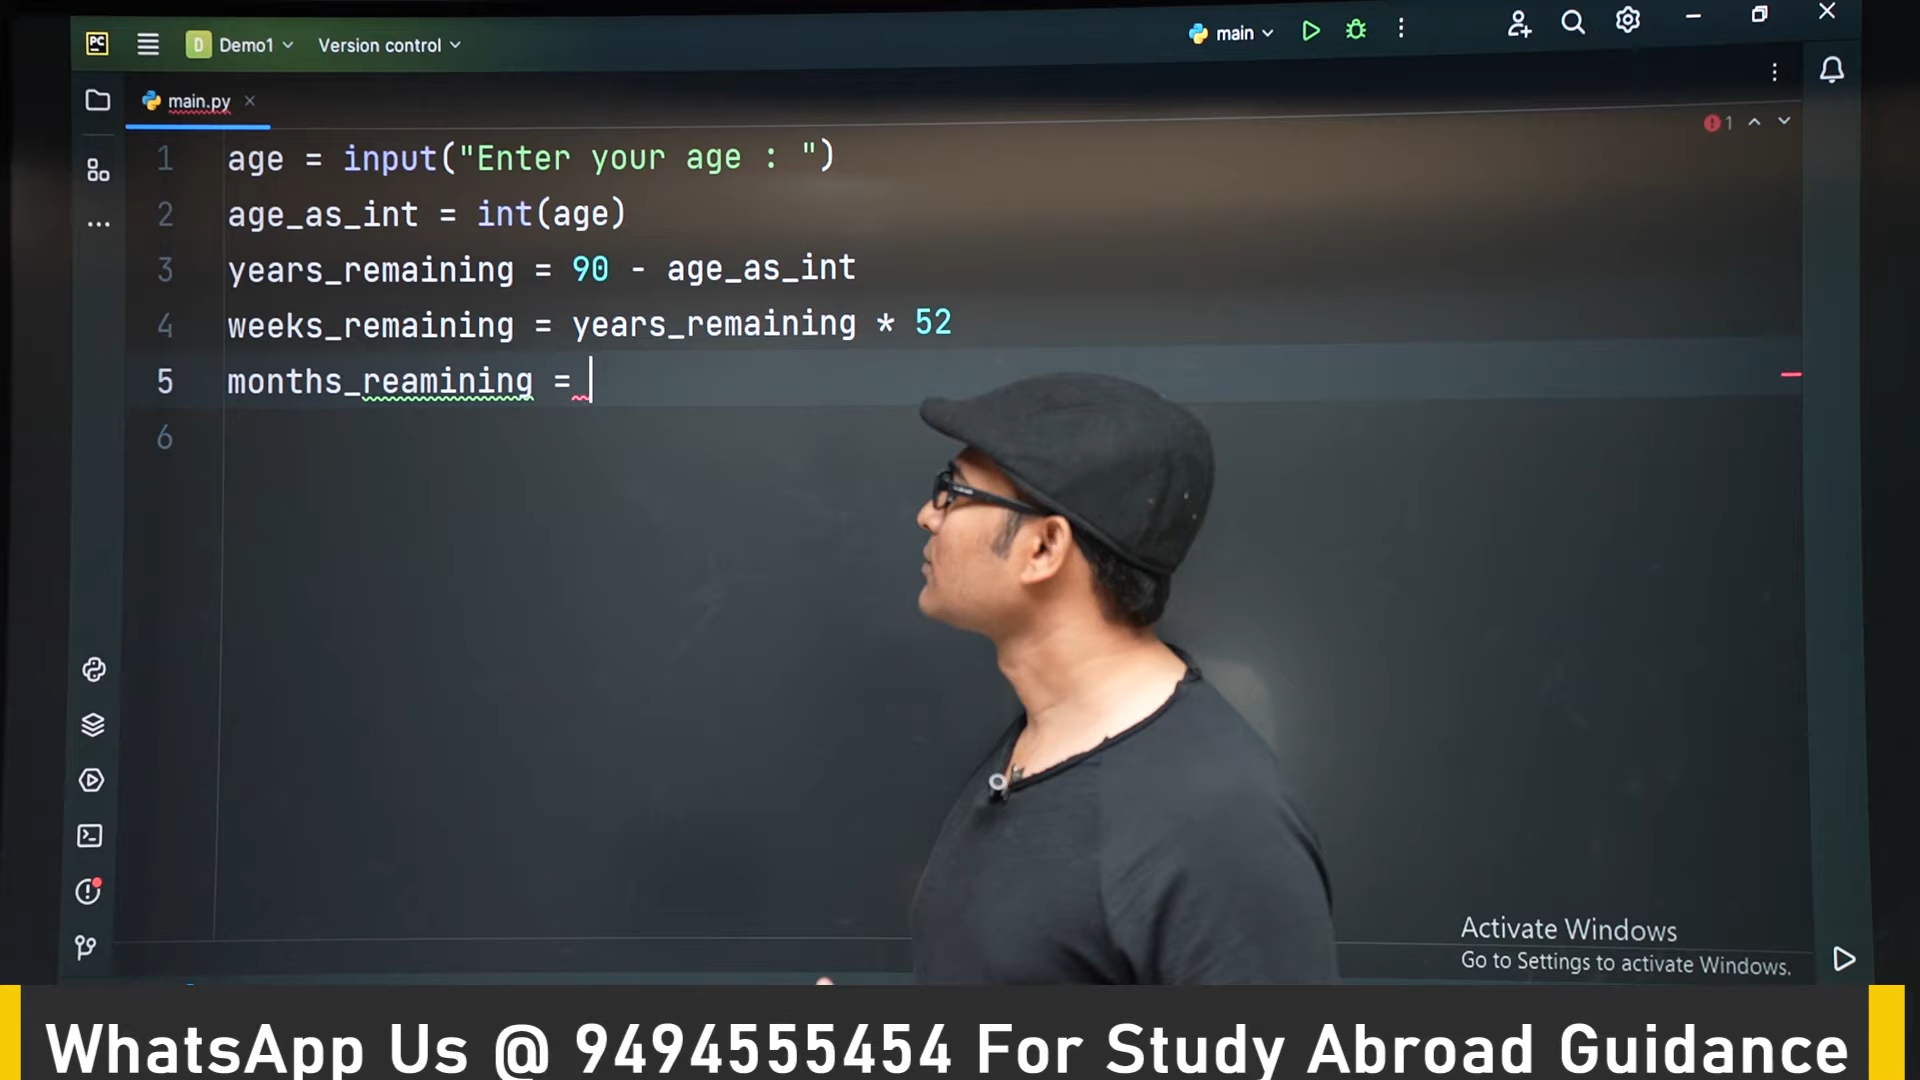 PC
D Demo1
Version control
main
main.py
1
1 age = input("Enter your age : ")
2 age_as_int = int(age)
3 years_remaining = 90 - age_as_int
4 weeks_remaining = years_remaining * 52
5 months_reamining =
6
Activate Windows
Go to Settings to activate Windows.
WhatsApp Us @ 9494555454 For Study Abroad Guidance